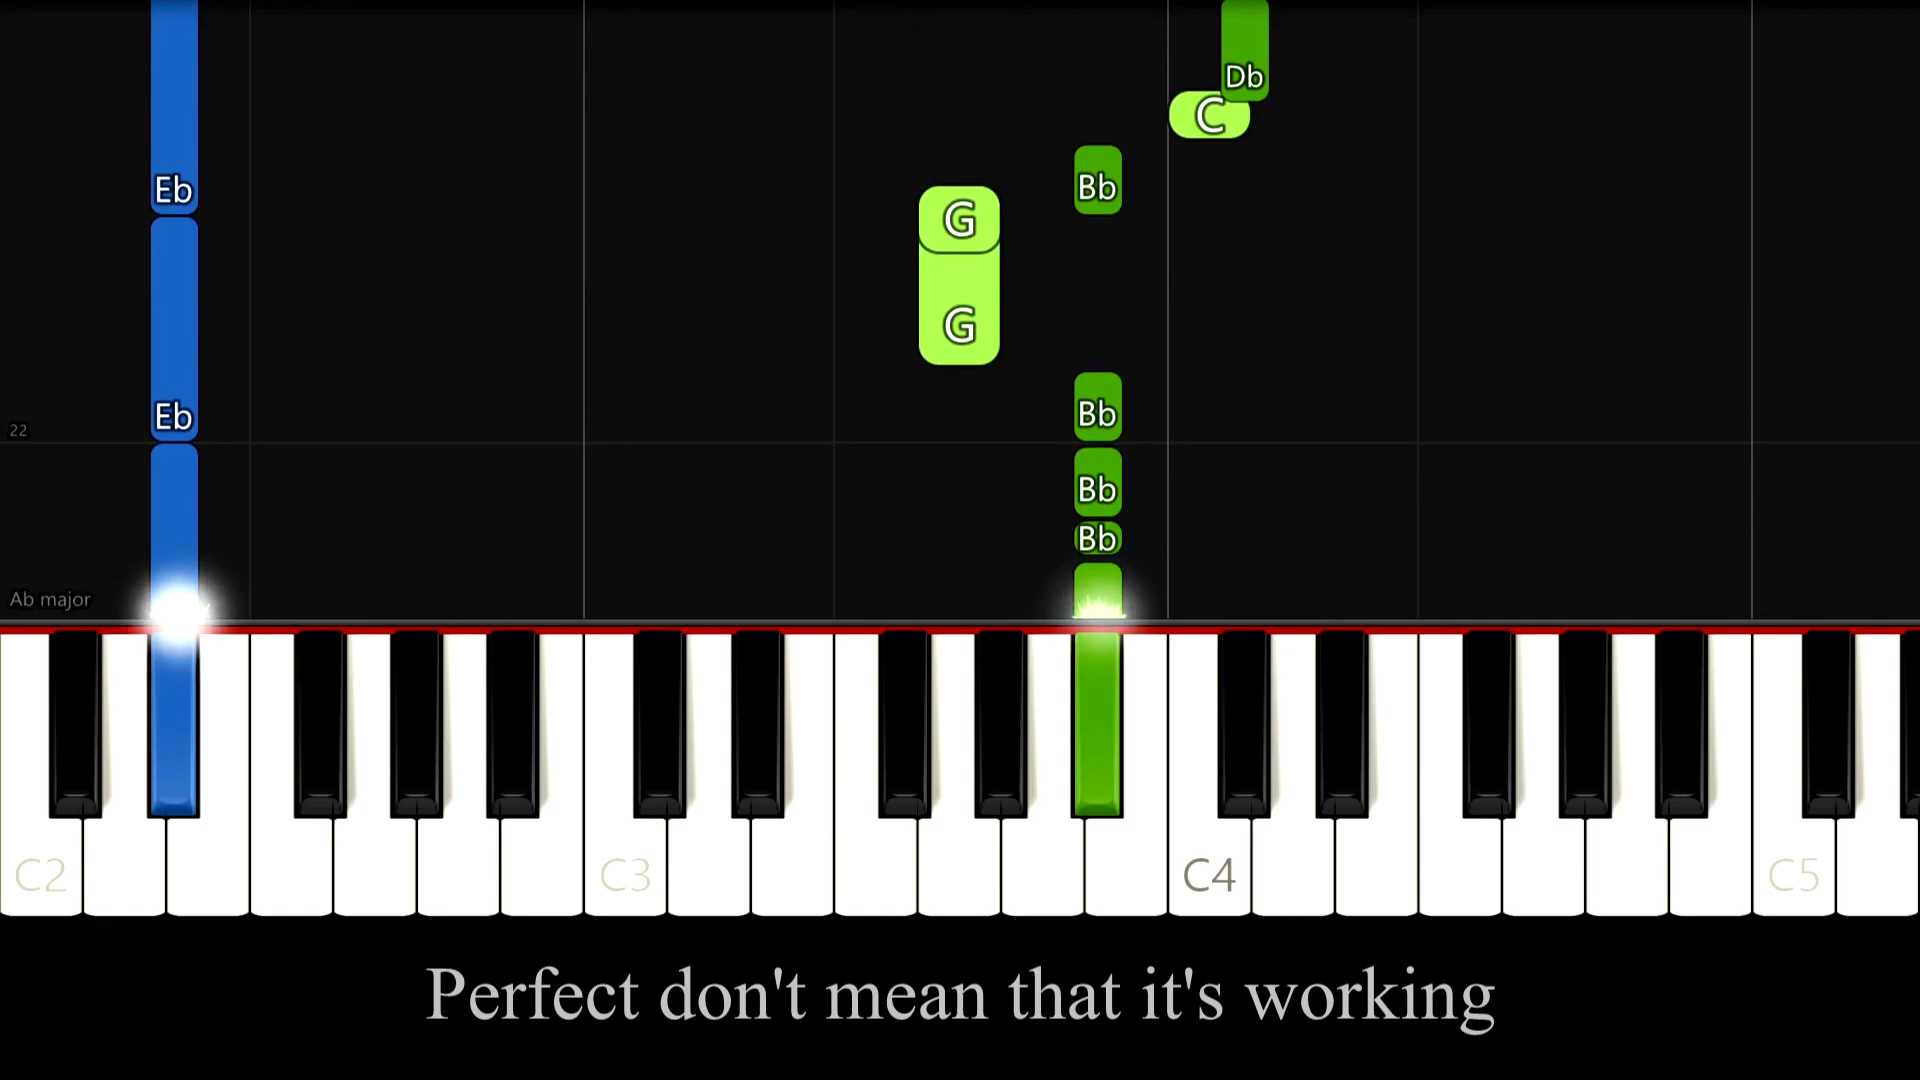 Db
C
Eb
Bb
G
G
Eb
Bb
22
Bb
Bb
Ab major
C2
C3
C4
C5
Perfect don't mean that it's working